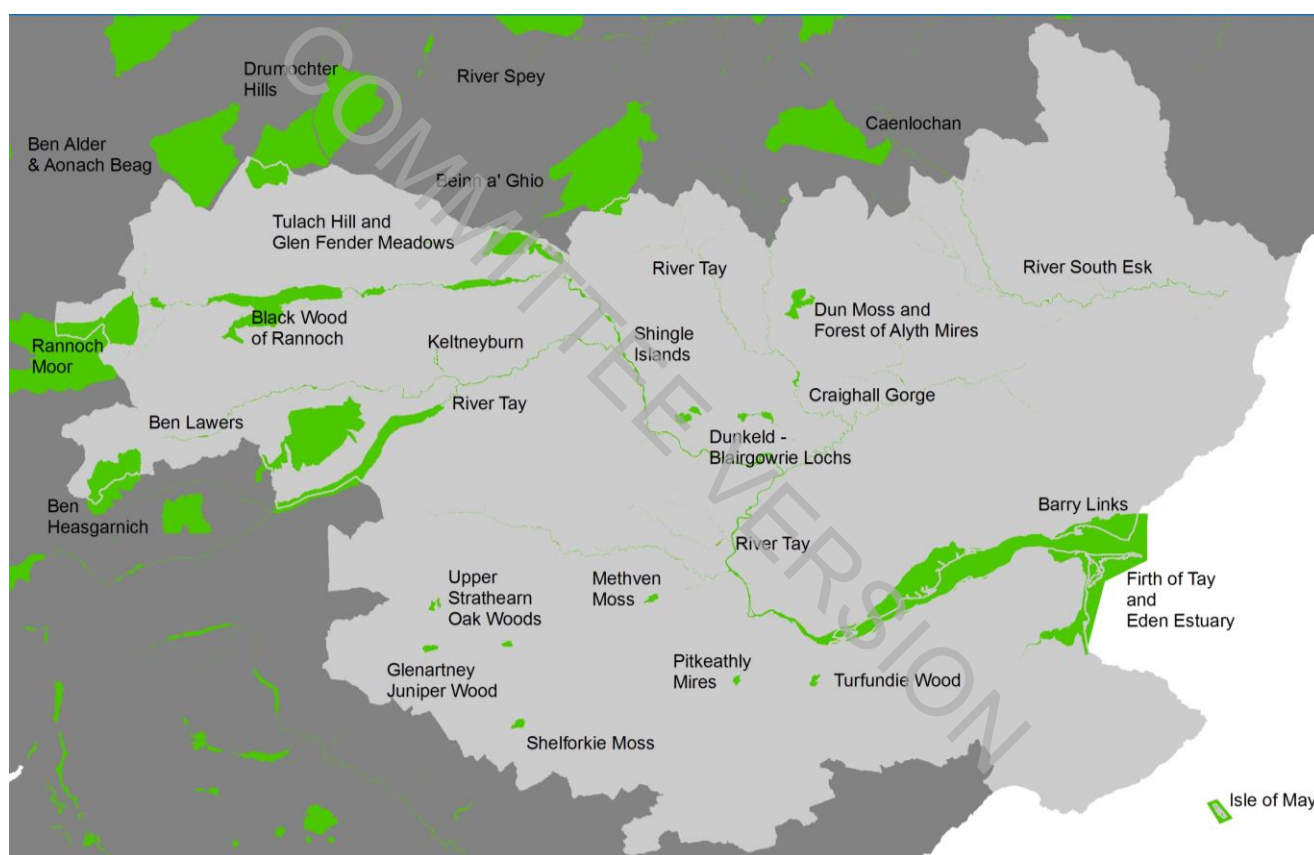 Drumochter
Hills
River Spey
Ben Alder
& Aonach Beag
Caenlochan
Beinn a' Ghio
Tulach Hill and
Glen Fender Meadows
River Tay
River South Esk
Black Wood
of Rannoch
Dun Moss and
Forest of Alyth Mires
Shingle
Islands
Keltneyburn
Rannoch
Moor
Craighall Gorge
River Tay
Ben Lawers
Dunkeld -
Blairgowrie Lochs
Ben
Heasgarnich
Barry Links
River Tay
Upper
Strathearn
Oak Woods
Methven
Moss
Firth of Tay
and
Eden Estuary
Glenartney
Juniper Wood
Pitkeathly
Mires
Turfundie Wood
Shelforkie Moss
Isle of May
COMMITTEE VERSION